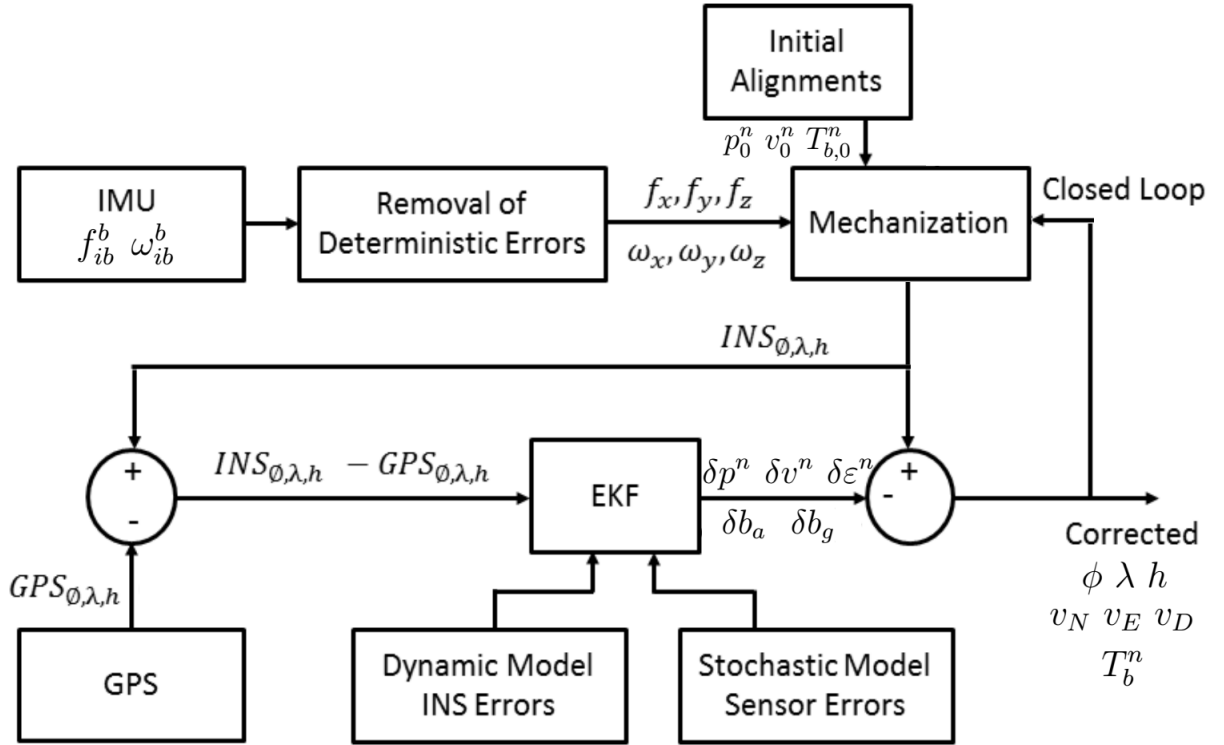 Initial
Alignments
p_0^n v_0^n T_{b,0}^n
IMU
f_{ib}^b ω_{ib}^b
Removal of
Deterministic Errors
f_x, f_y, f_z
ω_x, ω_y, ω_z
Mechanization
Closed Loop
INS_{∅,λ,h}
+
-
INS_{∅,λ,h} − GPS_{∅,λ,h}
EKF
δp^n δv^n δε^n
δb_a δb_g
+
-
GPS_{∅,λ,h}
GPS
Dynamic Model
INS Errors
Stochastic Model
Sensor Errors
Corrected
ϕ λ h
v_N v_E v_D
T_b^n